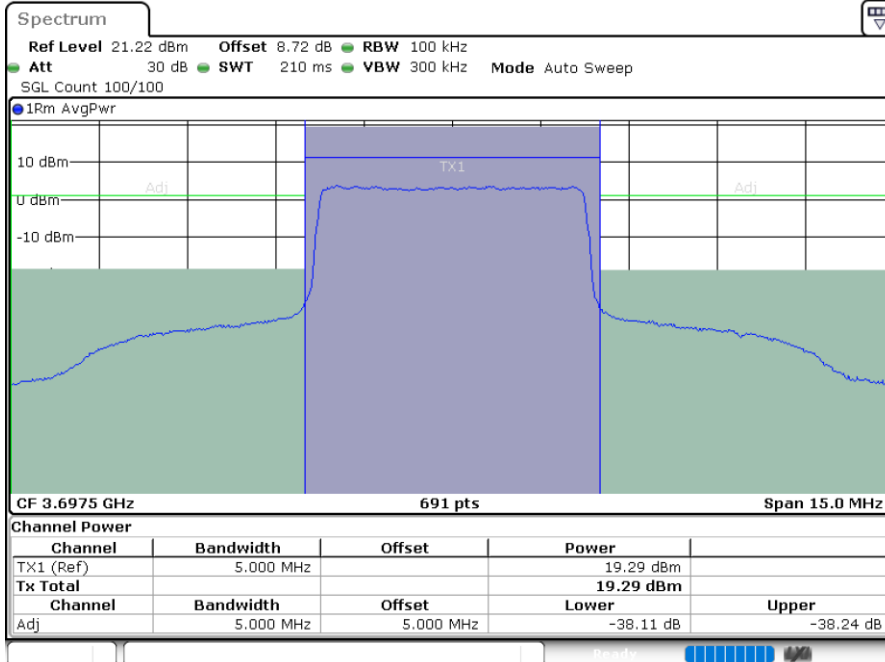 Spectrum
Ref Level 21.22 dBm Offset 8.72 dB RBW 100 kHz
Att 30 dB SWT 210 ms VBW 300 kHz Mode Auto Sweep
SGL Count 100/100
1Rm AvgPwr
10 dBm
TX1
Adj Adj
0 dBm
-10 dBm
CF 3.6975 GHz 691 pts Span 15.0 MHz
Channel Power
Channel Bandwidth Offset Power
TX1 (Ref) 5.000 MHz 19.29 dBm
Tx Total 19.29 dBm
Channel Bandwidth Offset Lower Upper
Adj 5.000 MHz 5.000 MHz -38.11 dB -38.24 dB
Ready